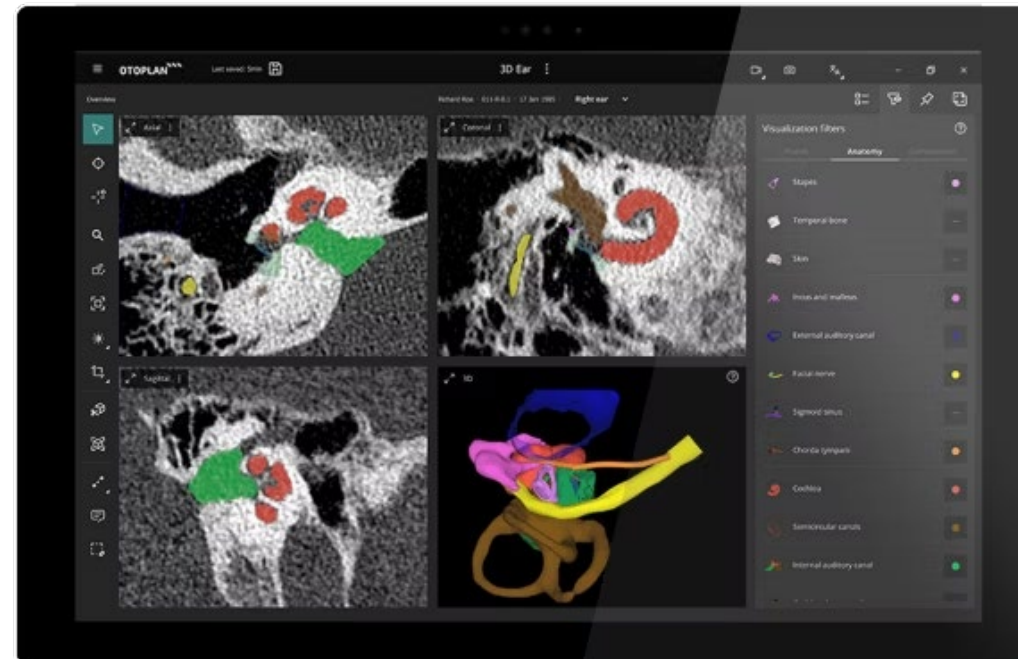 OTOPLAN
Last saved: 5min
3D Ear
Overview
Right ear
Axial
Coronal
Visualization filters
Anatomy
Stapes
Temporal bone
Skin
Incus and malleus
External auditory canal
Facial nerve
Sigmoid sinus
Chorda tympani
Cochlea
Semicircular canals
Internal auditory canal
Sagittal
3D